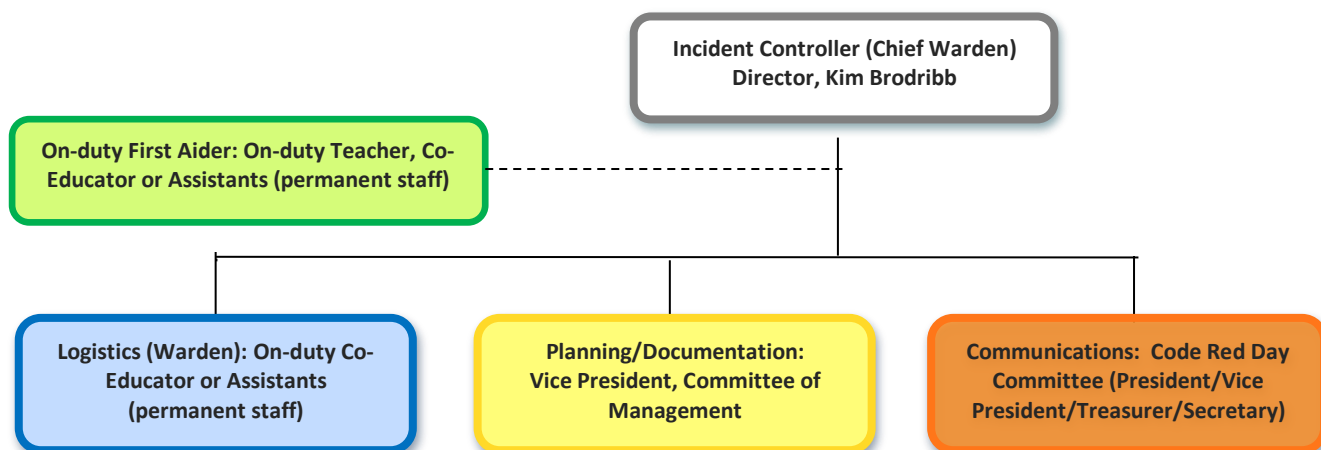 Incident Controller (Chief Warden)
Director, Kim Brodribb
On-duty First Aider: On-duty Teacher, Co-
Educator or Assistants (permanent staff)
Logistics (Warden): On-duty Co-
Educator or Assistants
(permanent staff)
Planning/Documentation:
Vice President, Committee of
Management
Communications:  Code Red Day
Committee (President/Vice
President/Treasurer/Secretary)